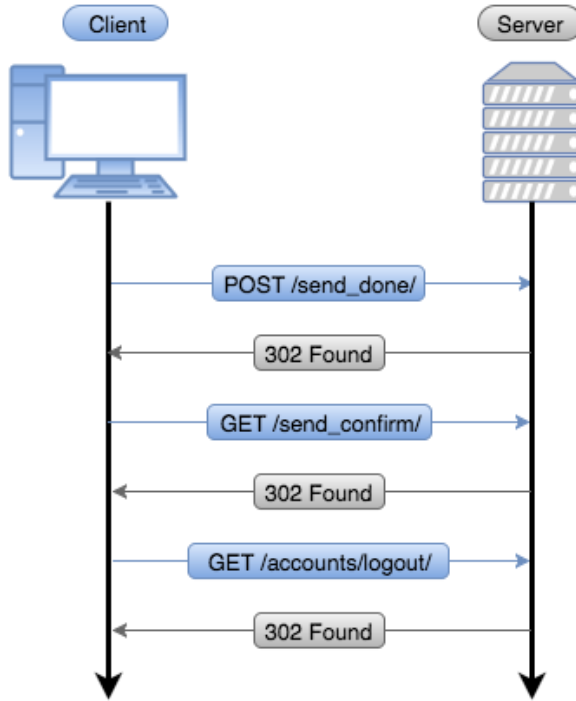 Client
Server
POST /send_done/
302 Found
GET /send_confirm/
302 Found
GET /accounts/logout/
302 Found